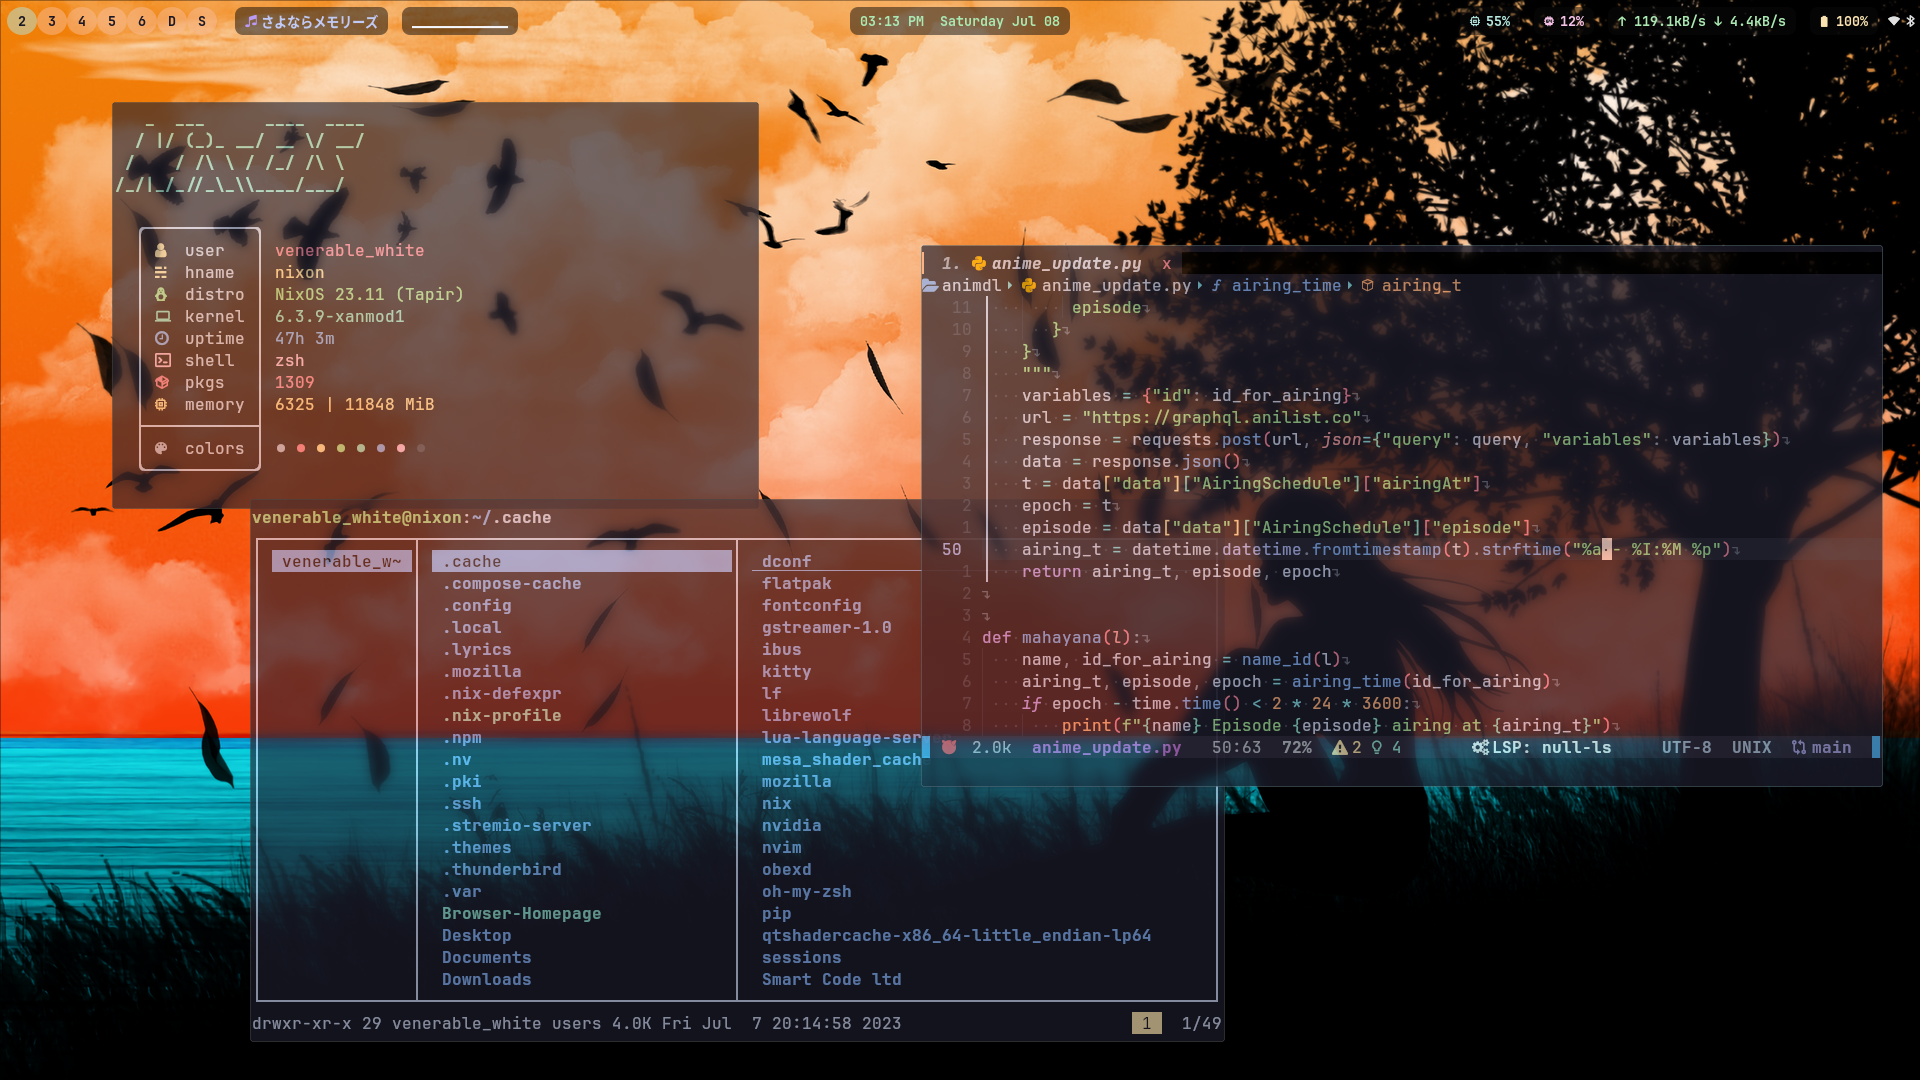 2 3 4 5 6 D S
さよならメモリーズ
03:13 PM Saturday Jul 08
55% 12% ↑ 119.1kB/s ↓ 4.4kB/s 100%
user venerable_white
hname nixon
distro NixOS 23.11 (Tapir)
kernel 6.3.9-xanmod1
uptime 47h 3m
shell zsh
pkgs 1309
memory 6325 | 11848 MiB
colors
venerable_white@nixon:~/.cache
venerable_w~ .cache dconf
.compose-cache flatpak
.config fontconfig
.local gstreamer-1.0
.lyrics ibus
.mozilla kitty
.nix-defexpr lf
.nix-profile librewolf
.npm lua-language-ser
.nv mesa_shader_cach
.pki mozilla
.ssh nix
.stremio-server nvidia
.themes nvim
.thunderbird obexd
.var oh-my-zsh
Browser-Homepage pip
Desktop qtshadercache-x86_64-little_endian-lp64
Documents sessions
Downloads Smart Code ltd
drwxr-xr-x 29 venerable_white users 4.0K Fri Jul  7 20:14:58 2023 1 1/49
1. anime_update.py x
animdl › anime_update.py › ƒ airing_time › airing_t
11 episode
10 }
9 }
8 """
7 variables = {"id": id_for_airing}
6 url = "https://graphql.anilist.co"
5 response = requests.post(url, json={"query": query, "variables": variables})
4 data = response.json()
3 t = data["data"]["AiringSchedule"]["airingAt"]
2 epoch = t
1 episode = data["data"]["AiringSchedule"]["episode"]
50 airing_t = datetime.datetime.fromtimestamp(t).strftime("%a - %I:%M %p")
1 return airing_t, episode, epoch
2
3
4 def mahayana(l):
5 name, id_for_airing = name_id(l)
6 airing_t, episode, epoch = airing_time(id_for_airing)
7 if epoch - time.time() < 2 * 24 * 3600:
8 print(f"{name} Episode {episode} airing at {airing_t}")
2.0k anime_update.py 50:63 72% 2 4 LSP: null-ls UTF-8 UNIX main